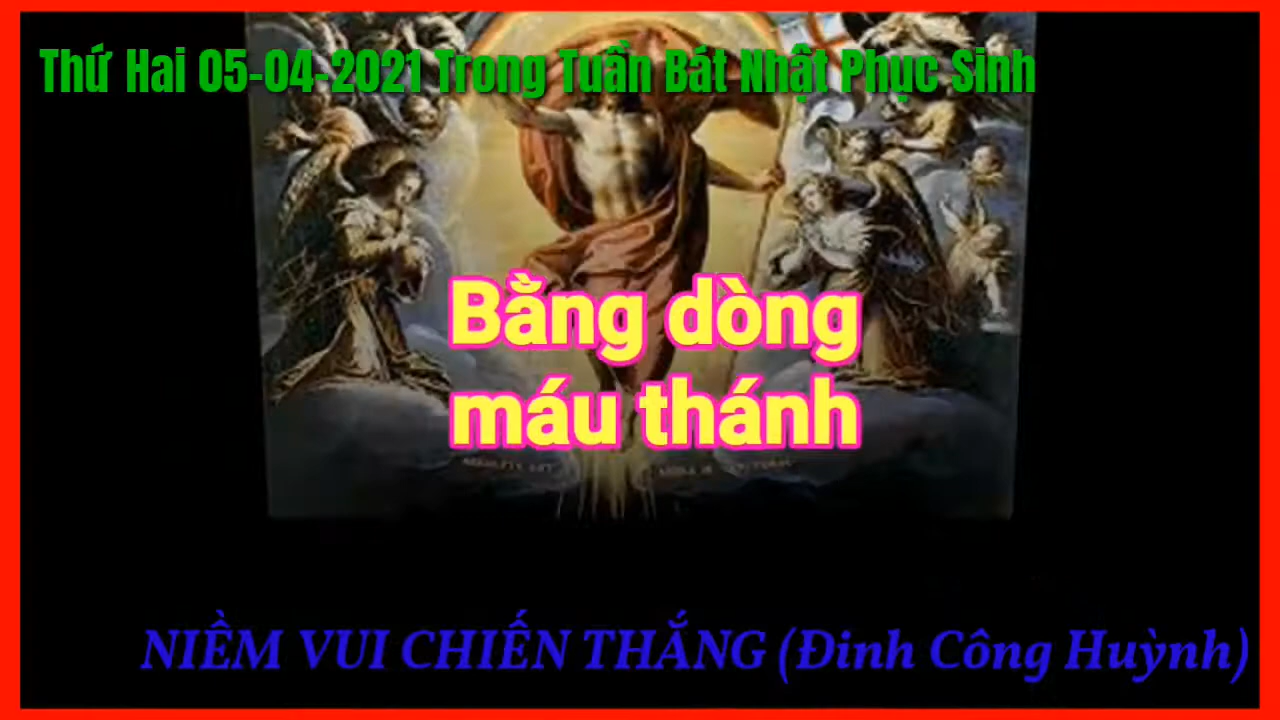 Thứ Hai 05-04-2021 Trong Tuần Bát Nhật Phục Sinh
Bằng dòng
máu thánh
NIỀM VUI CHIẾN THẮNG (Đinh Công Huỳnh)